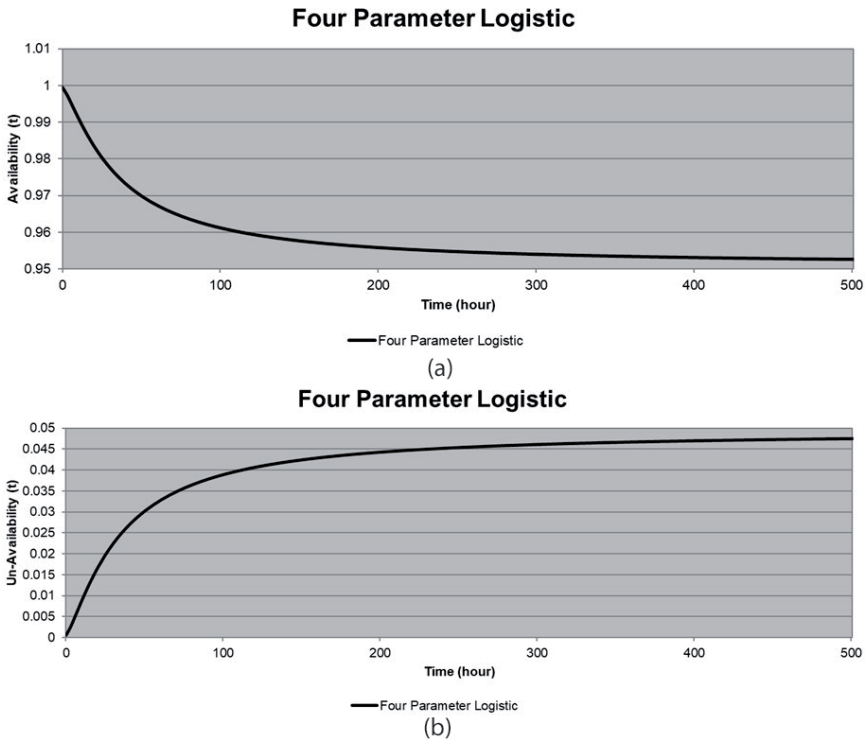 Four Parameter Logistic
1.01
1
0.99
0.98
0.97
0.96
0.95
Availability (t)
0 100 200 300 400 500
Time (hour)
Four Parameter Logistic
(a)
Four Parameter Logistic
0.05
0.045
0.04
0.035
0.03
0.025
0.02
0.015
0.01
0.005
0
Un-Availability (t)
0 100 200 300 400 500
Time (hour)
Four Parameter Logistic
(b)